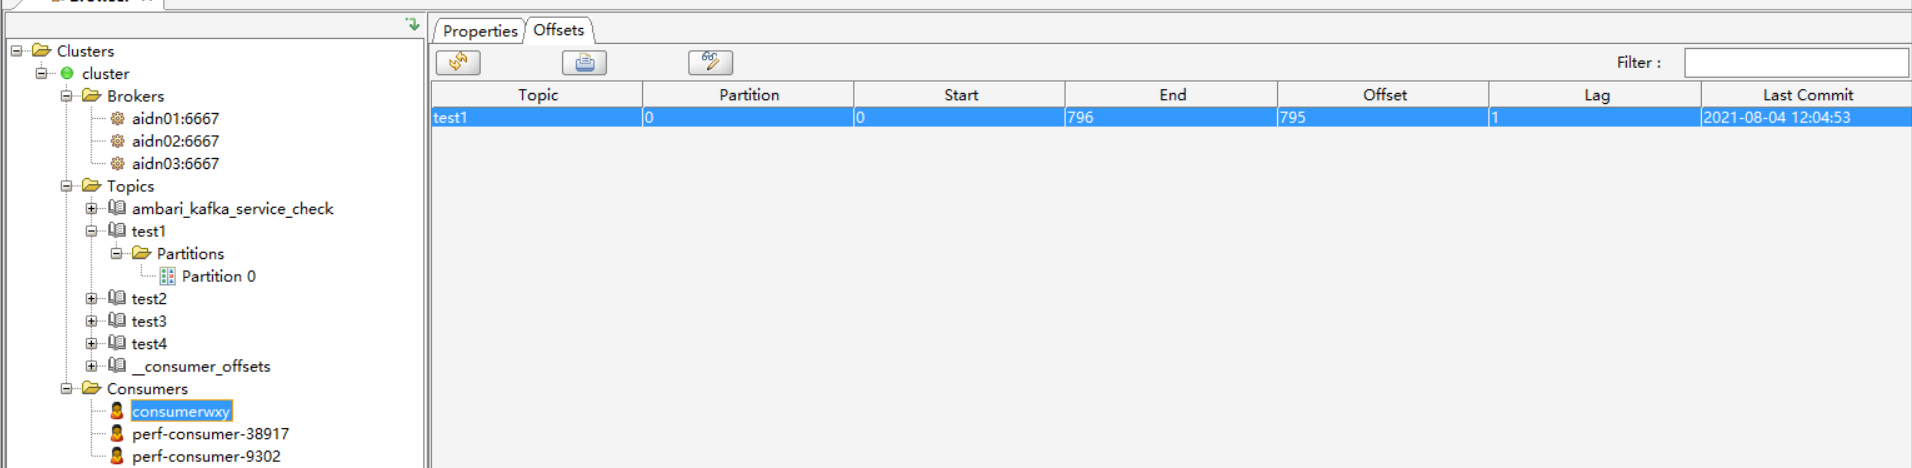 Clusters
cluster
Brokers
aidn01:6667
aidn02:6667
aidn03:6667
Topics
ambari_kafka_service_check
test1
Partitions
Partition 0
test2
test3
test4
__consumer_offsets
Consumers
consumerwxy
perf-consumer-38917
perf-consumer-9302
Properties Offsets
Filter :
Topic Partition Start End Offset Lag Last Commit
test1 0 0 796 795 1 2021-08-04 12:04:53